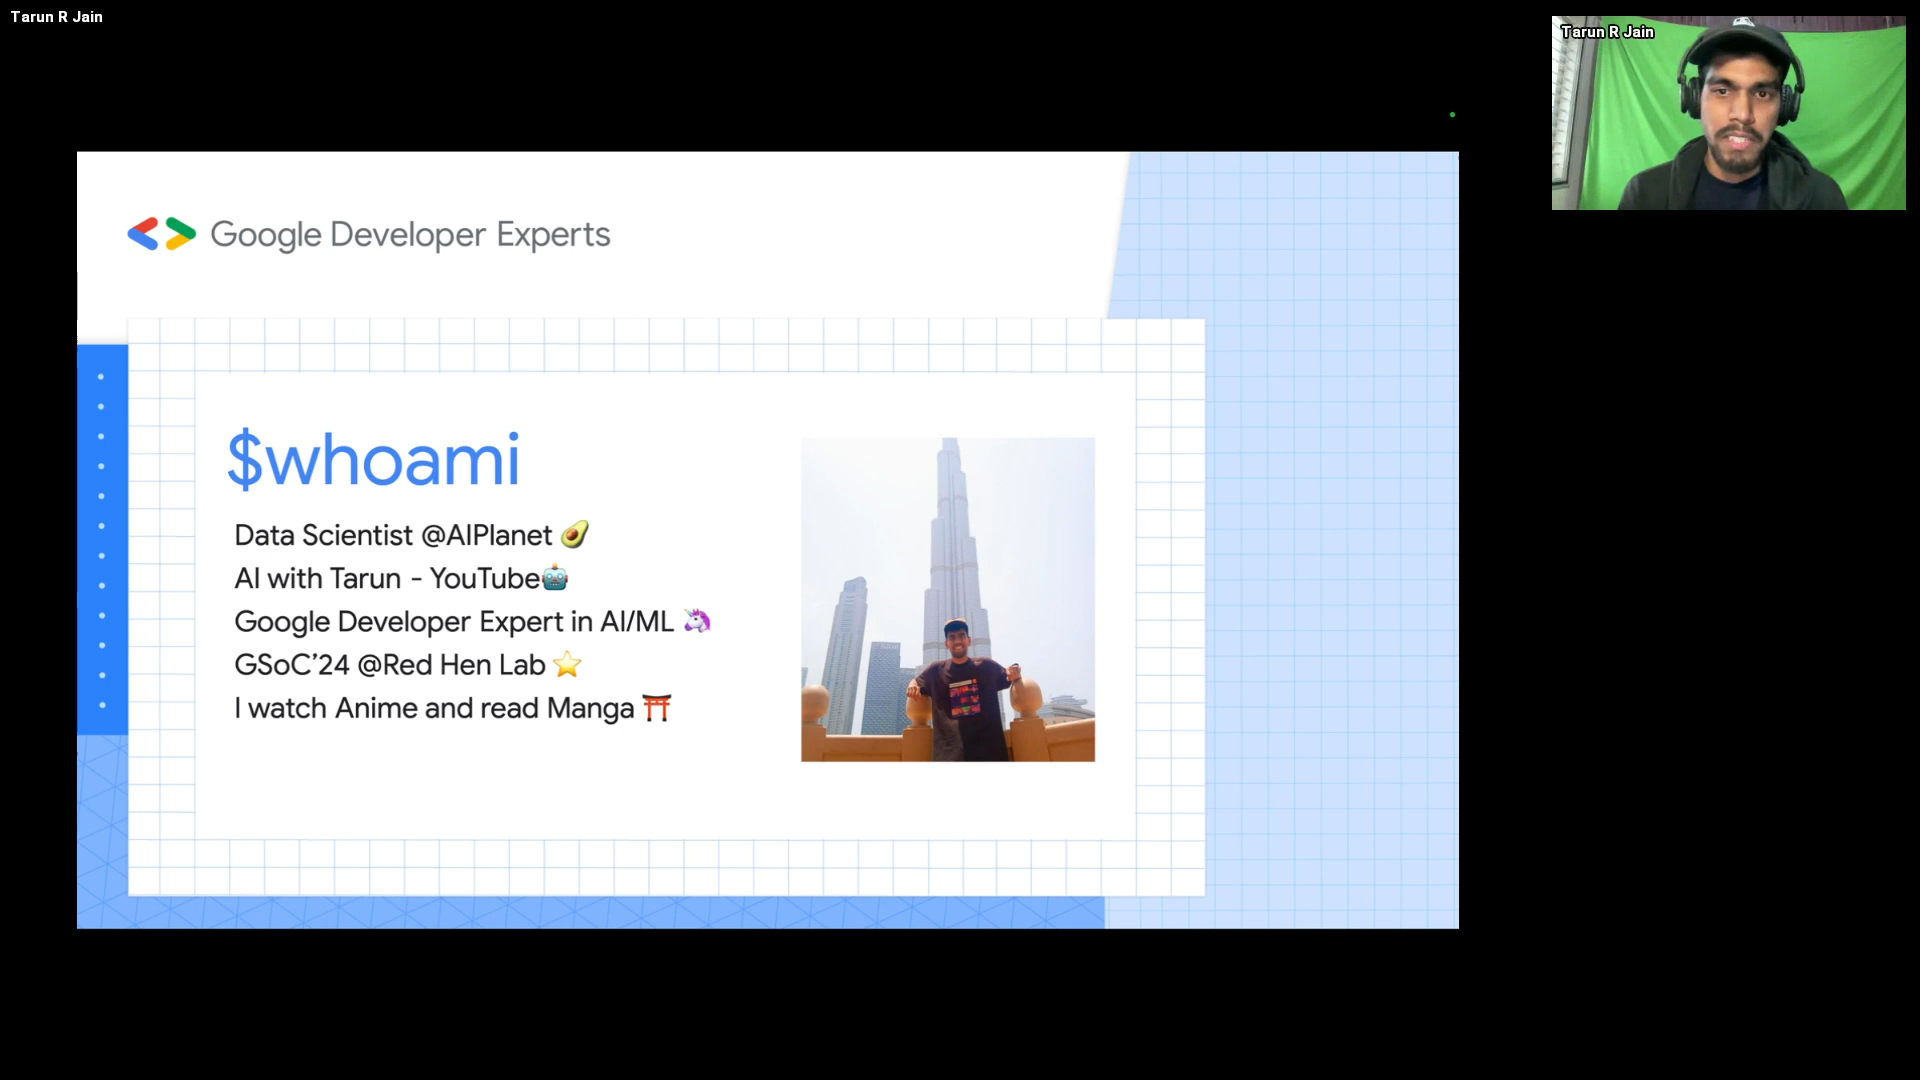 Tarun R Jain
Tarun R Jain
Google Developer Experts
$whoami
Data Scientist @AIPlanet 🥑
AI with Tarun - YouTube🤖
Google Developer Expert in AI/ML 🦄
GSoC’24 @Red Hen Lab ⭐
I watch Anime and read Manga ⛩️